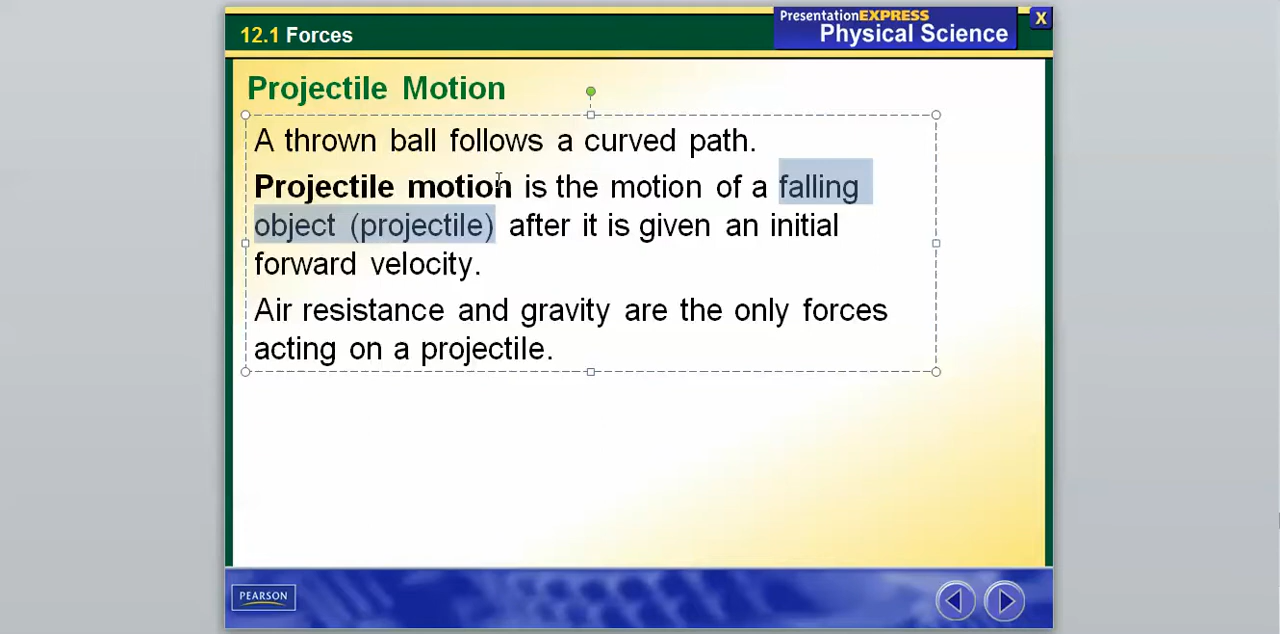 12.1 Forces
PresentationEXPRESS
Physical Science
X
Projectile Motion
A thrown ball follows a curved path.
Projectile motion is the motion of a falling
object (projectile) after it is given an initial
forward velocity.
Air resistance and gravity are the only forces
acting on a projectile.
PEARSON